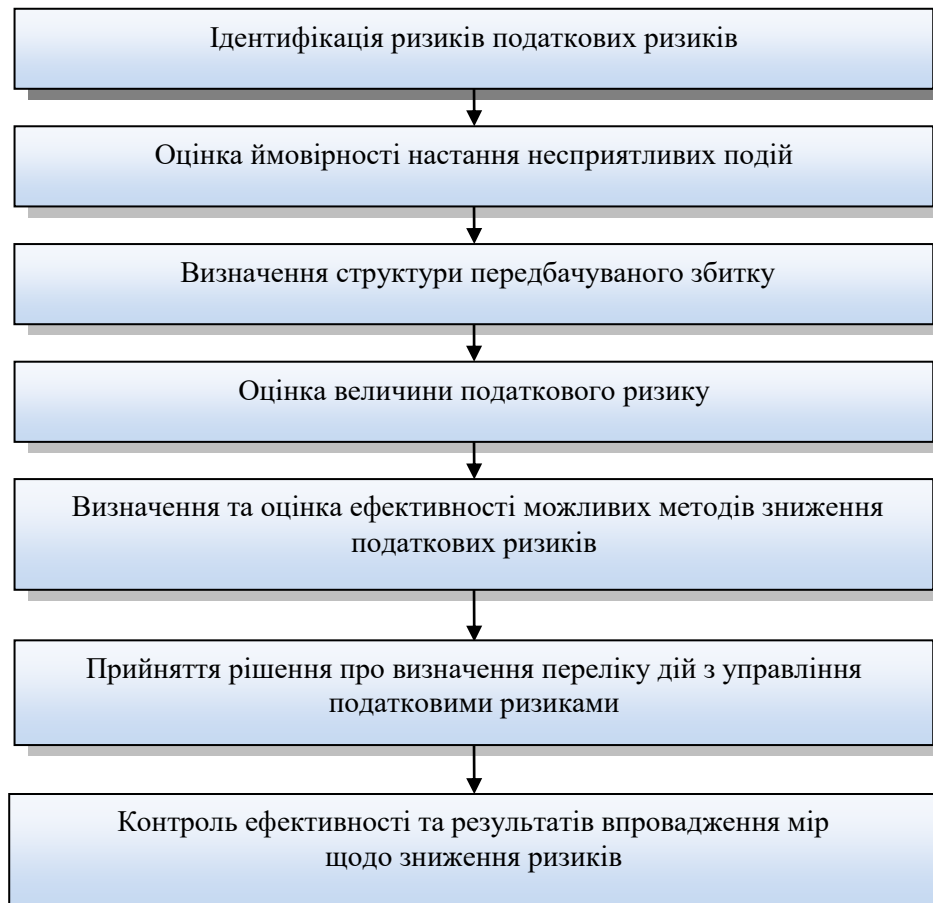 Ідентифікація ризиків податкових ризиків
Оцінка ймовірності настання несприятливих подій
Визначення структури передбачуваного збитку
Оцінка величини податкового ризику
Визначення та оцінка ефективності можливих методів зниження
податкових ризиків
Прийняття рішення про визначення переліку дій з управління
податковими ризиками
Контроль ефективності та результатів впровадження мір
щодо зниження ризиків